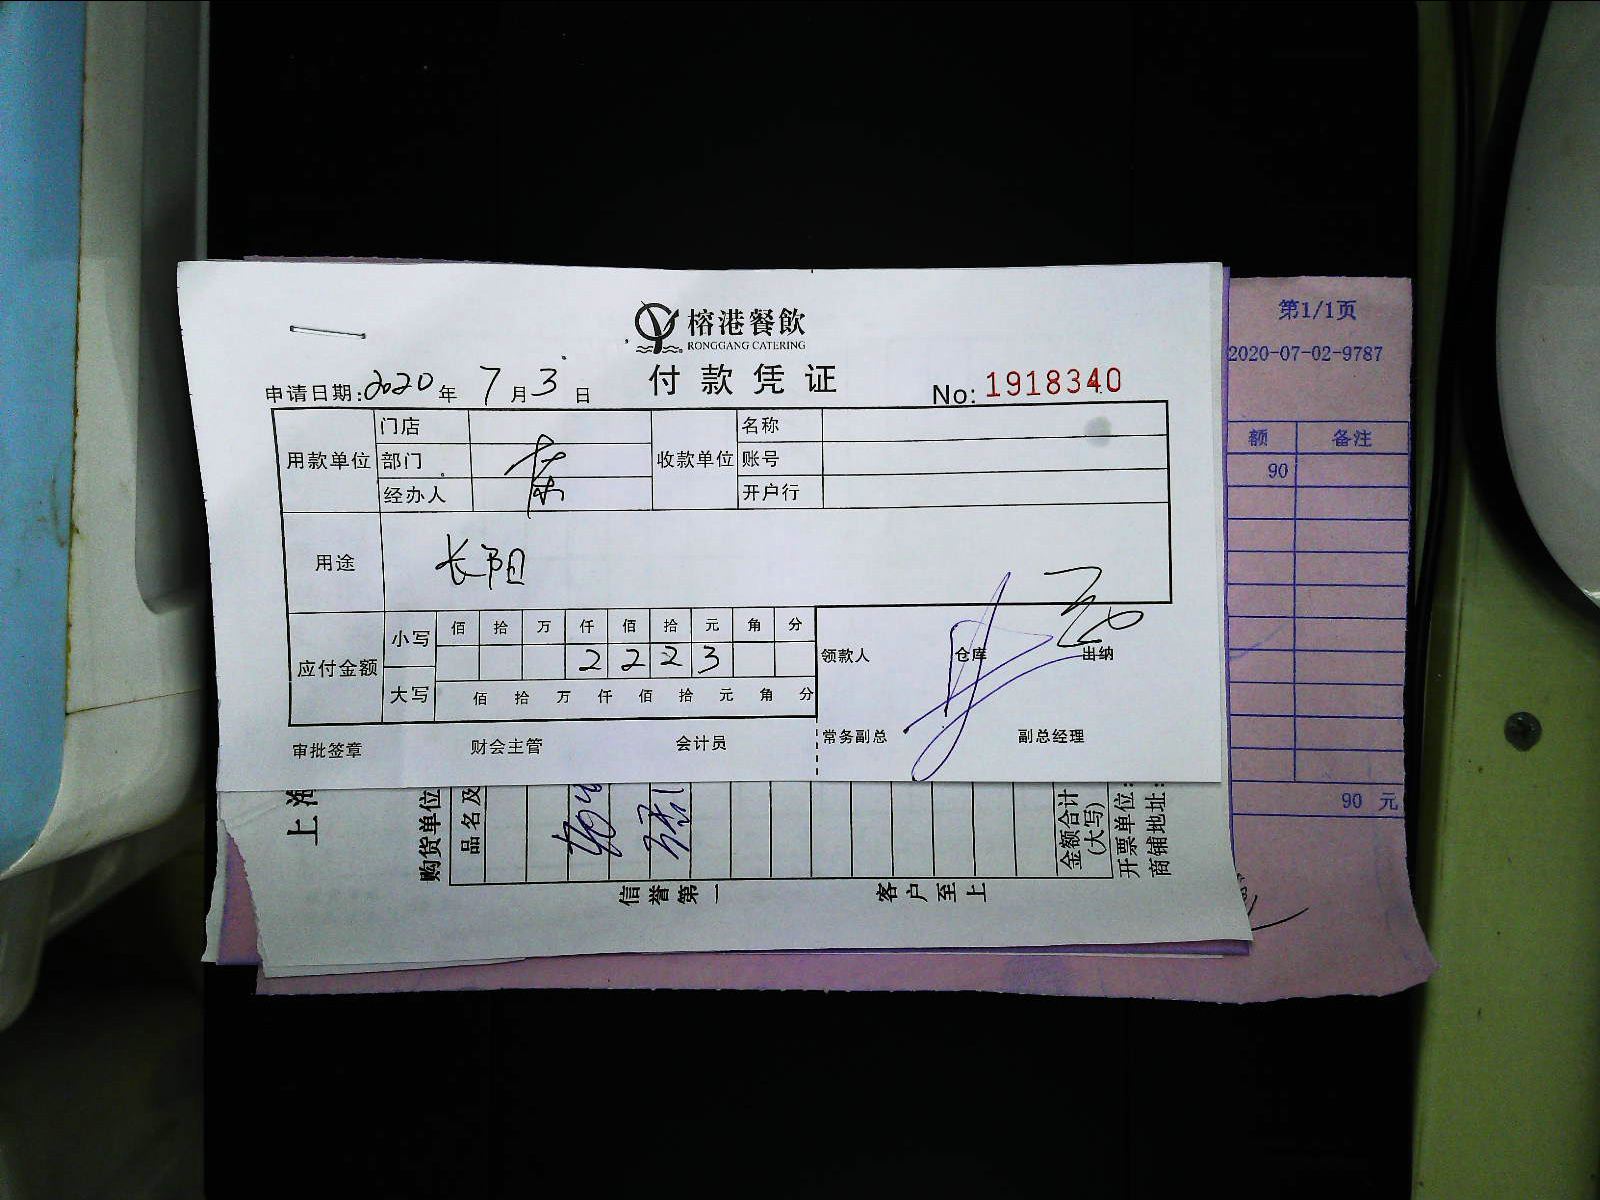 榕港餐飲
RONGGANG CATERING
付款凭证
申请日期:2020年7月3日
No: 1918340
用款单位
门店
部门
经办人
收款单位
名称
账号
开户行
用途
长阳
应付金额
小写
佰 拾 万 仟 佰 拾 元 角 分
2 2 2 3
大写
佰 拾 万 仟 佰 拾 元 角 分
领款人 仓库 出纳
常务副总 副总经理
审批签章 财会主管 会计员
第1/1页
2020-07-02-9787
额 备注
90
90 元
上海
购货单位
品名及
金额合计
(大写)
开票单位:
商铺地址:
信誉第一 客户至上